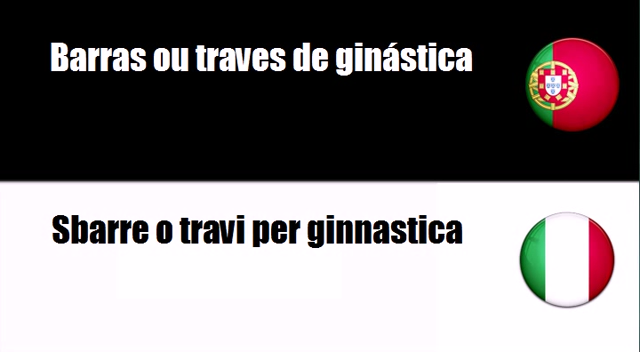 Barras ou traves de ginástica
Sbarre o travi per ginnastica